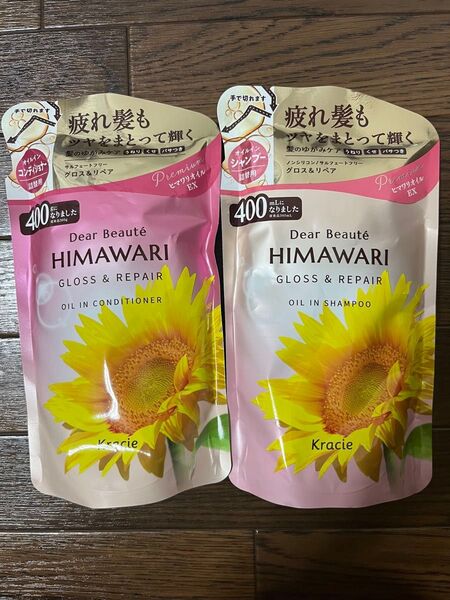 手で切れます
疲れ髪も
ツヤをまとって輝く
髪のゆがみケア うねり くせ パサつき
サルフェートフリー
グロス&リペア
オイルイン
コンディショナー
詰替用
Premium
ヒマワリオイル
EX
400gになりました
Dear Beauté
HIMAWARI
GLOSS & REPAIR
OIL IN CONDITIONER
Kracie
手で切れます
疲れ髪も
ツヤをまとって輝く
髪のゆがみケア うねり くせ パサつき
ノンシリコン/サルフェートフリー
グロス&リペア
オイルイン
シャンプー
詰替用
Premium
ヒマワリオイル
EX
400mLになりました
Dear Beauté
HIMAWARI
GLOSS & REPAIR
OIL IN SHAMPOO
Kracie